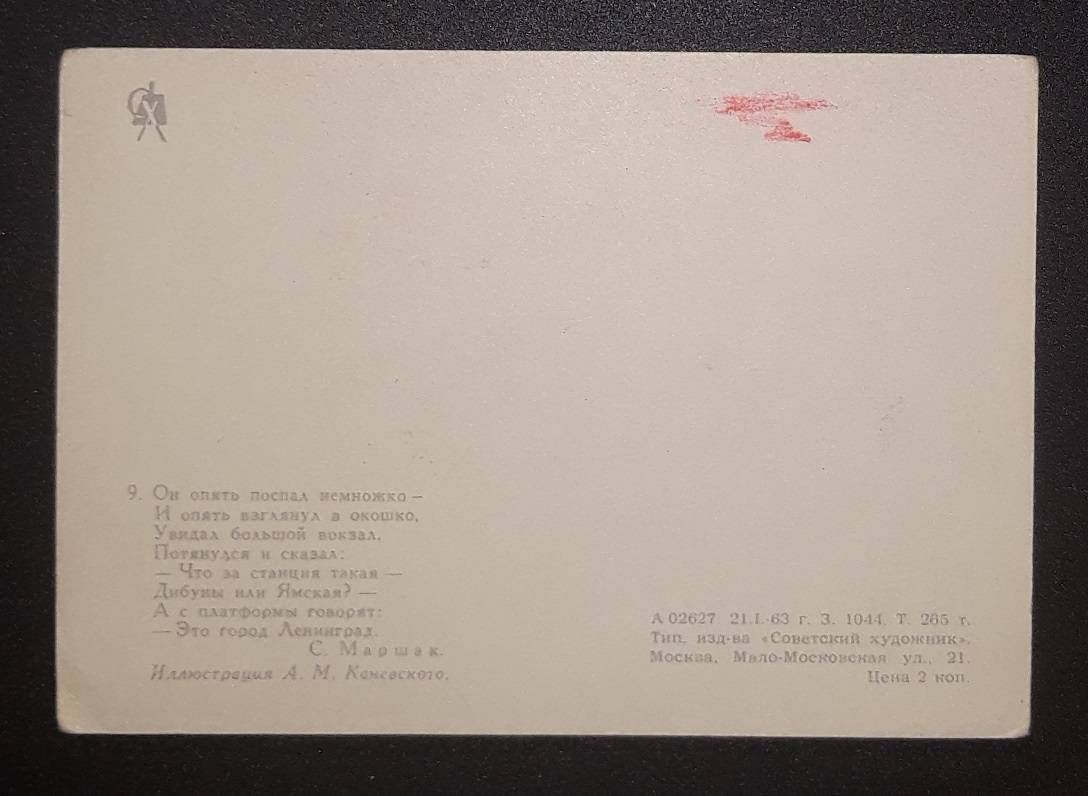 СХ
9. Он опять поспал немножко —
И опять взглянул в окошко,
Увидал большой вокзал,
Потянулся и сказал:
— Что за станция такая —
Дибуны или Ямская? —
А с платформы говорят:
— Это город Ленинград.
С. Маршак.
Иллюстрация А. М. Каневского.
А 02627. 21.I.-63 г. З. 1044. Т. 265 г.
Тип. изд-ва «Советский художник».
Москва, Мало-Московская ул., 21.
Цена 2 коп.